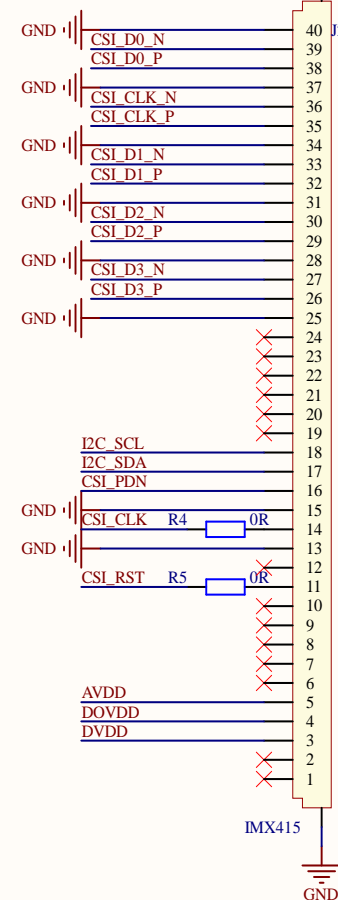 GND 40 J
CSI_D0_N 39
CSI_D0_P 38
GND 37
CSI_CLK_N 36
CSI_CLK_P 35
GND 34
CSI_D1_N 33
CSI_D1_P 32
GND 31
CSI_D2_N 30
CSI_D2_P 29
GND 28
CSI_D3_N 27
CSI_D3_P 26
GND 25
24
23
22
21
20
19
I2C_SCL 18
I2C_SDA 17
CSI_PDN 16
GND 15
CSI_CLK R4 0R 14
GND 13
12
CSI_RST R5 0R 11
10
9
8
7
6
AVDD 5
DOVDD 4
DVDD 3
2
1
IMX415
GND